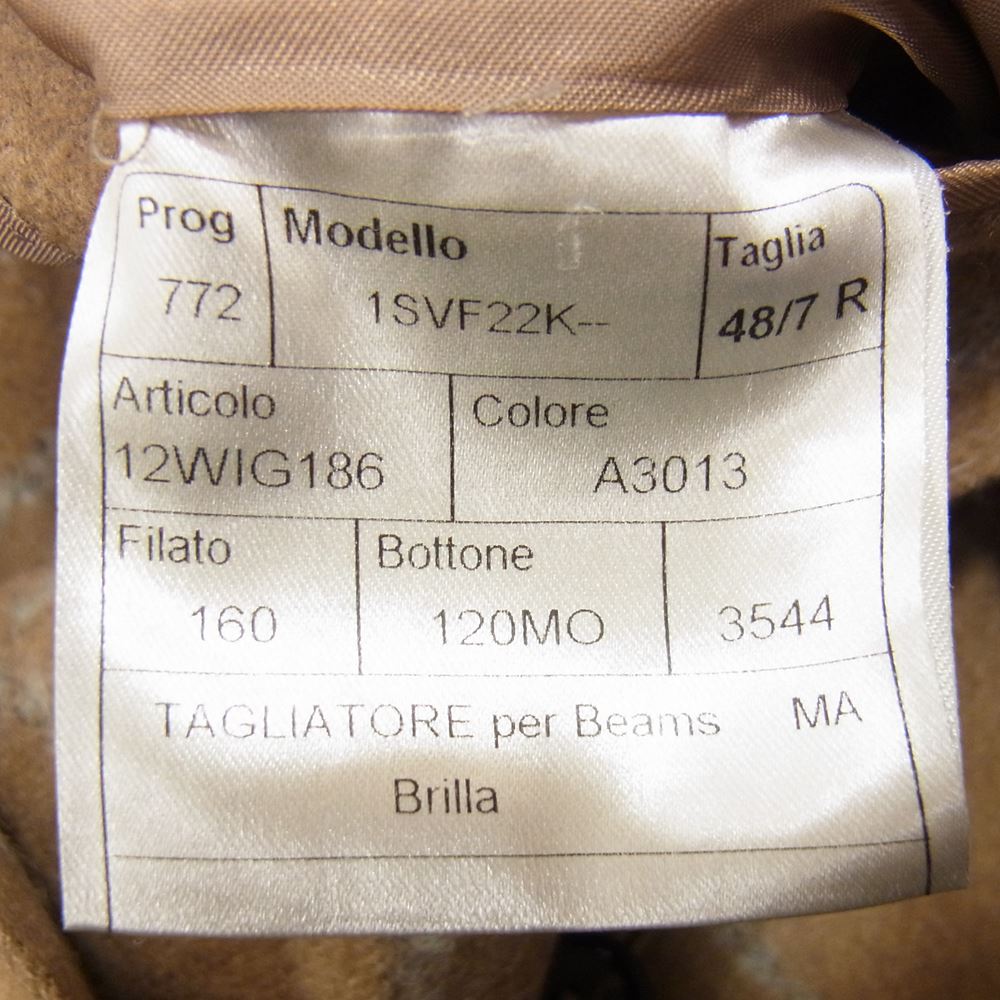 Prog Modello Taglia
772 1SVF22K-- 48/7 R
Articolo Colore
12WIG186 A3013
Filato Bottone
160 120MO 3544
TAGLIATORE per Beams MA
Brilla